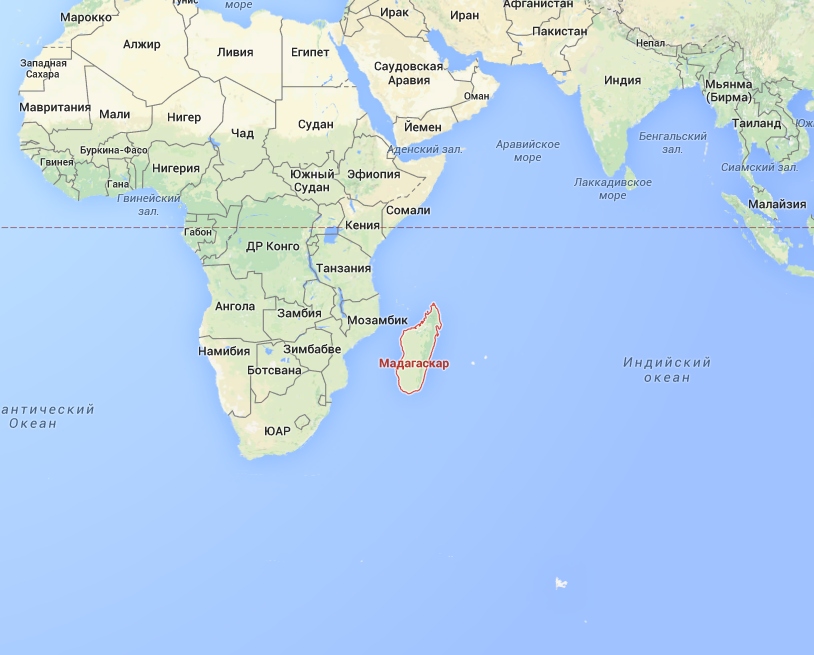 море
Тунис
Марокко
Ирак
Иран
Афганистан
Пакистан
Непал
Алжир
Ливия
Египет
Западная
Сахара
Саудовская
Аравия
Индия
Мьянма
(Бирма)
Оман
Мавритания
Мали
Нигер
Чад
Судан
Йемен
Таиланд
Юж
Буркина-Фасо
Аденский зал.
Аравийское
море
Бенгальский
зал.
Гвинея
Нигерия
Южный
Судан
Эфиопия
Сиамский зал.
Гана
Лаккадивское
море
Гвинейский
зал.
Сомали
Малайзия
Габон
Кения
ДР Конго
Танзания
Ангола
Замбия
Мозамбик
Намибия
Зимбабве
Ботсвана
Мадагаскар
Индийский
океан
антический
Океан
ЮАР